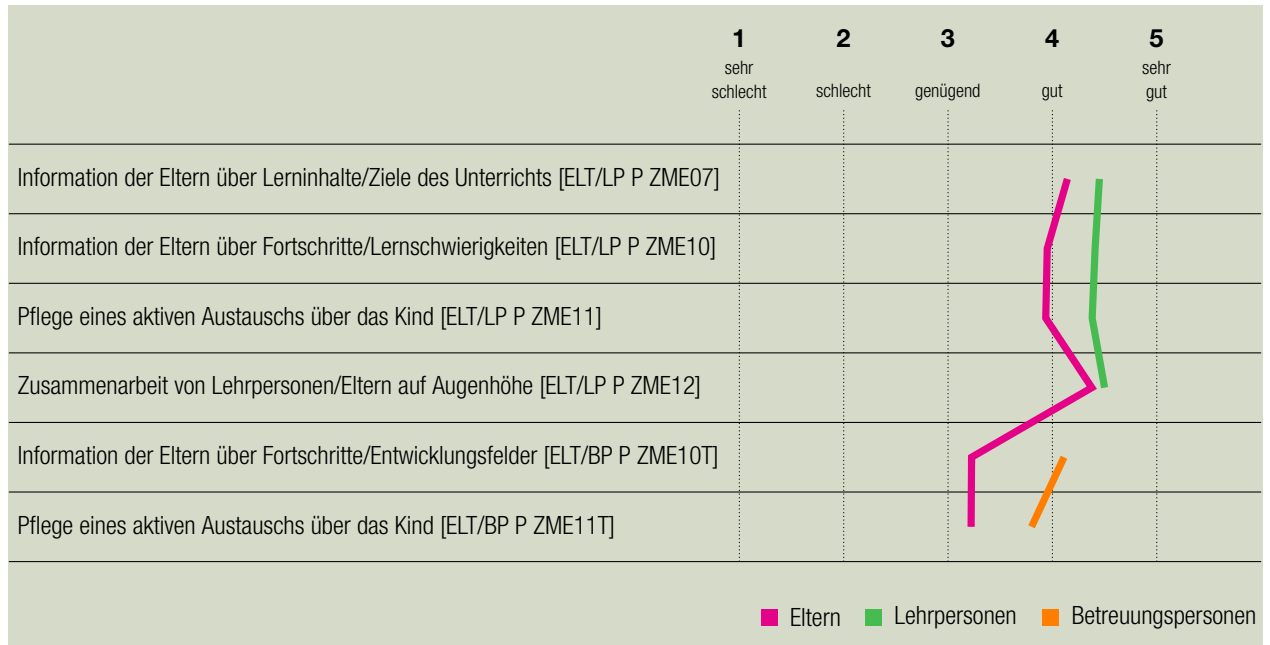 1 2 3 4 5
sehr schlecht schlecht genügend gut sehr gut
Information der Eltern über Lerninhalte/Ziele des Unterrichts [ELT/LP P ZME07]
Information der Eltern über Fortschritte/Lernschwierigkeiten [ELT/LP P ZME10]
Pflege eines aktiven Austauschs über das Kind [ELT/LP P ZME11]
Zusammenarbeit von Lehrpersonen/Eltern auf Augenhöhe [ELT/LP P ZME12]
Information der Eltern über Fortschritte/Entwicklungsfelder [ELT/BP P ZME10T]
Pflege eines aktiven Austauschs über das Kind [ELT/BP P ZME11T]
Eltern Lehrpersonen Betreuungspersonen